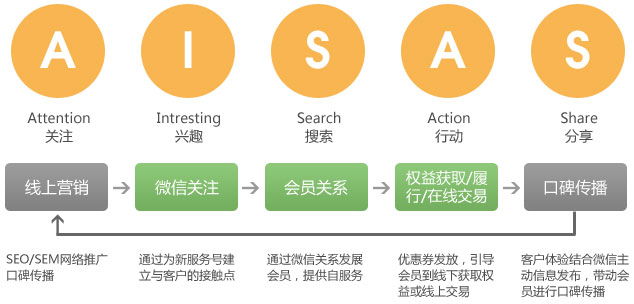 A I S A S
Attention Intresting Search Action Share
关注 兴趣 搜索 行动 分享
线上营销
微信关注
会员关系
权益获取/履
行/在线交易
口碑传播
SEO/SEM网络推广
口碑传播
通过为新服务号建
立与客户的接触点
通过微信关系发展
会员，提供自服务
优惠券发放，引导
会员到线下获取权
益或线上交易
客户体验结合微信主
动信息发布，带动会
员进行口碑传播